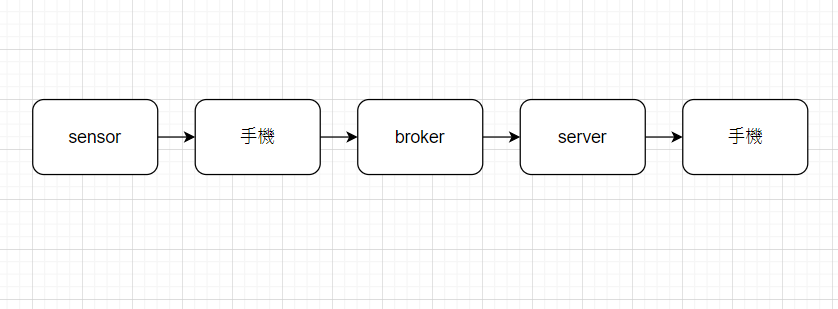 sensor
手機
broker
server
手機